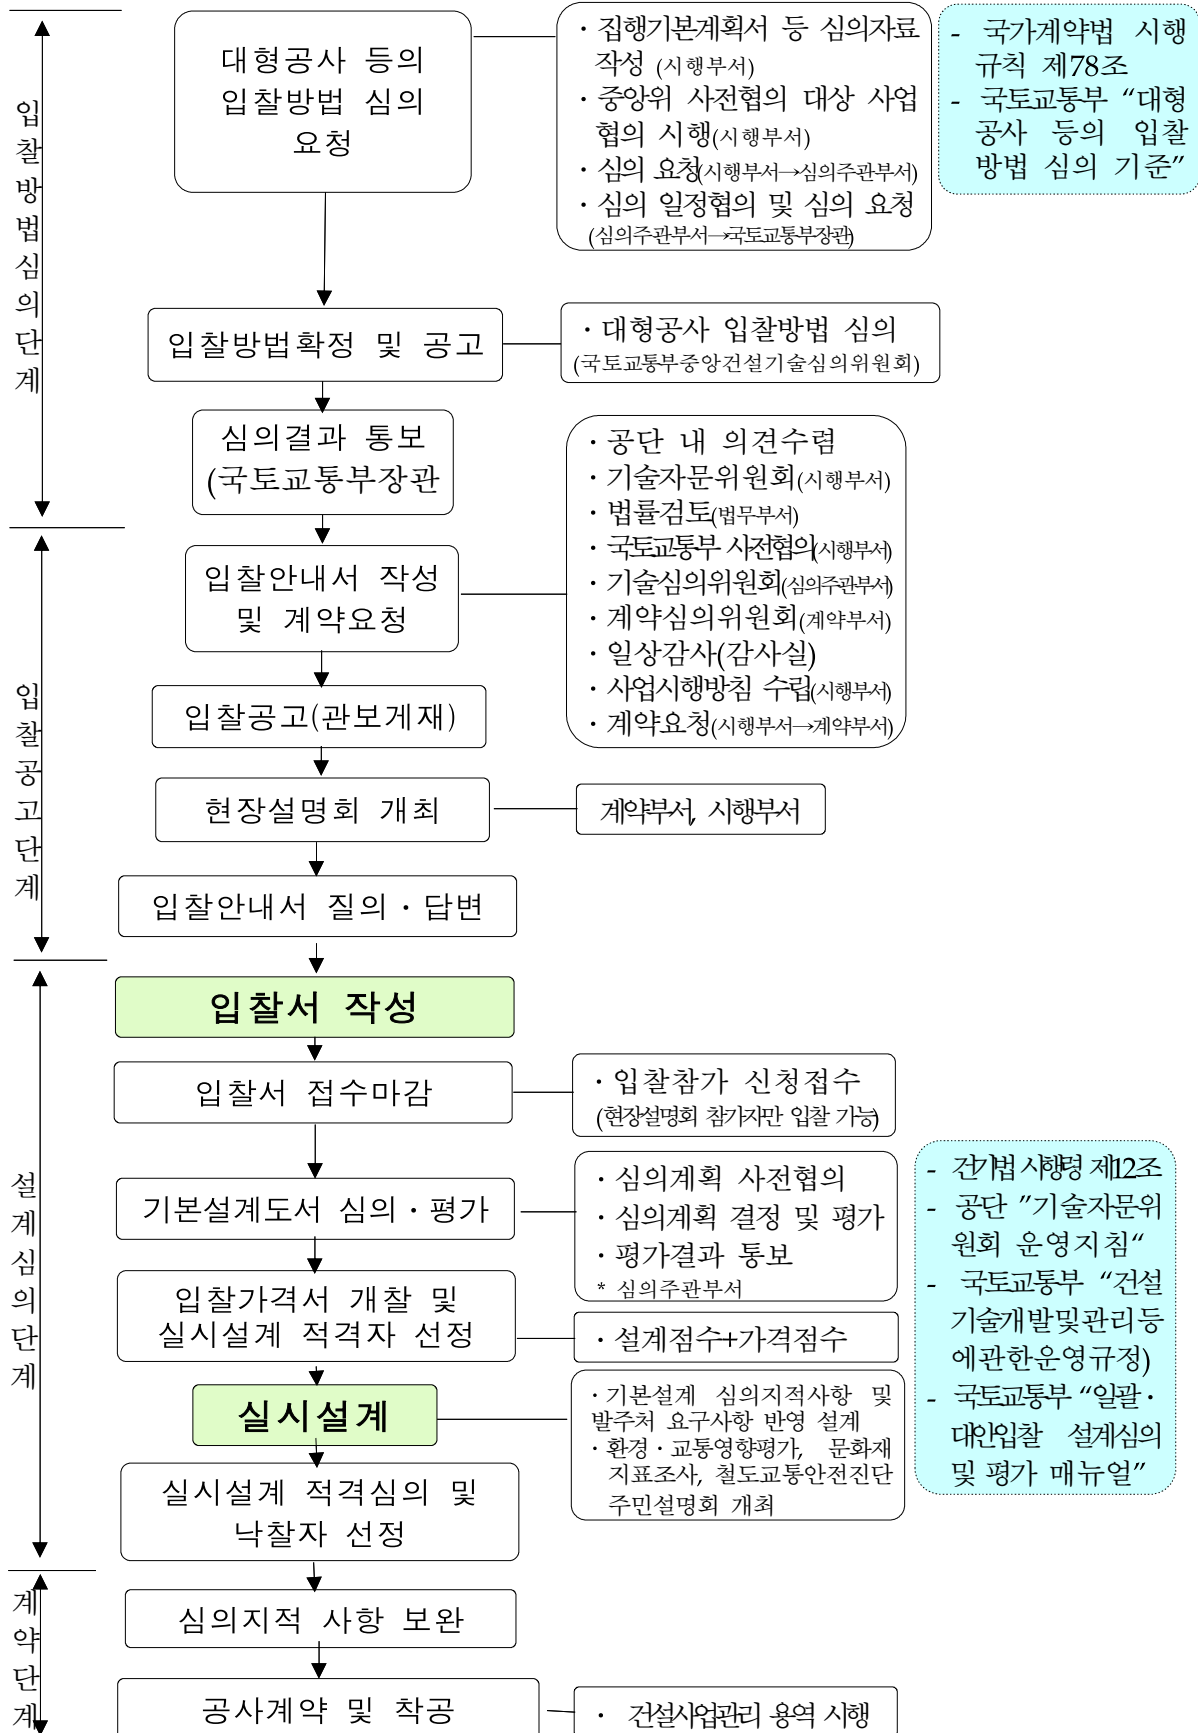 입찰방법심의단계
대형공사 등의
입찰방법 심의
요청
· 집행기본계획서 등 심의자료
작성 (시행부서)
· 중앙위 사전협의 대상 사업
협의 시행(시행부서)
· 심의 요청(시행부서→심의주관부서)
· 심의 일정협의 및 심의 요청
(심의주관부서→국토교통부장관)
- 국가계약법 시행
규칙 제78조
- 국토교통부 "대형
공사 등의 입찰
방법 심의 기준"
입찰방법확정 및 공고
· 대형공사 입찰방법 심의
(국토교통부중앙건설기술심의위원회)
심의결과 통보
(국토교통부장관
입찰공고단계
입찰안내서 작성
및 계약요청
· 공단 내 의견수렴
· 기술자문위원회(시행부서)
· 법률검토(법무부서)
· 국토교통부 사전협의(시행부서)
· 기술심의위원회(심의주관부서)
· 계약심의위원회(계약부서)
· 일상감사(감사실)
· 사업시행방침 수립(시행부서)
· 계약요청(시행부서→계약부서)
입찰공고(관보게재)
현장설명회 개최
계약부서, 시행부서
입찰안내서 질의 · 답변
설계심의단계
입찰서 작성
입찰서 접수마감
· 입찰참가 신청접수
(현장설명회 참가자만 입찰 가능)
기본설계도서 심의 · 평가
· 심의계획 사전협의
· 심의계획 결정 및 평가
· 평가결과 통보
* 심의주관부서
- 건기법 시행령 제12조
- 공단 "기술자문위
원회 운영지침"
- 국토교통부 "건설
기술개발및관리등
에관한운영규정)
- 국토교통부 "일괄 ·
대안입찰 설계심의
및 평가 매뉴얼"
입찰가격서 개찰 및
실시설계 적격자 선정
· 설계점수+가격점수
실시설계
· 기본설계 심의지적사항 및
발주처 요구사항 반영 설계
· 환경 · 교통영향평가, 문화재
지표조사, 철도교통안전진단
주민설명회 개최
실시설계 적격심의 및
낙찰자 선정
계약단계
심의지적 사항 보완
공사계약 및 착공
· 건설사업관리 용역 시행